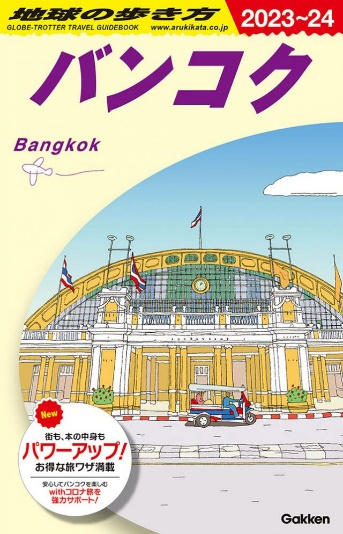 地球の歩き方
2023~24
GLOBE-TROTTER TRAVEL GUIDEBOOK www.arukikata.co.jp
バンコク
Bangkok
New
街も、本の中身も
パワーアップ!
お得な旅ワザ満載
安心してバンコクを楽しむ
withコロナ旅を
強力サポート!
Gakken